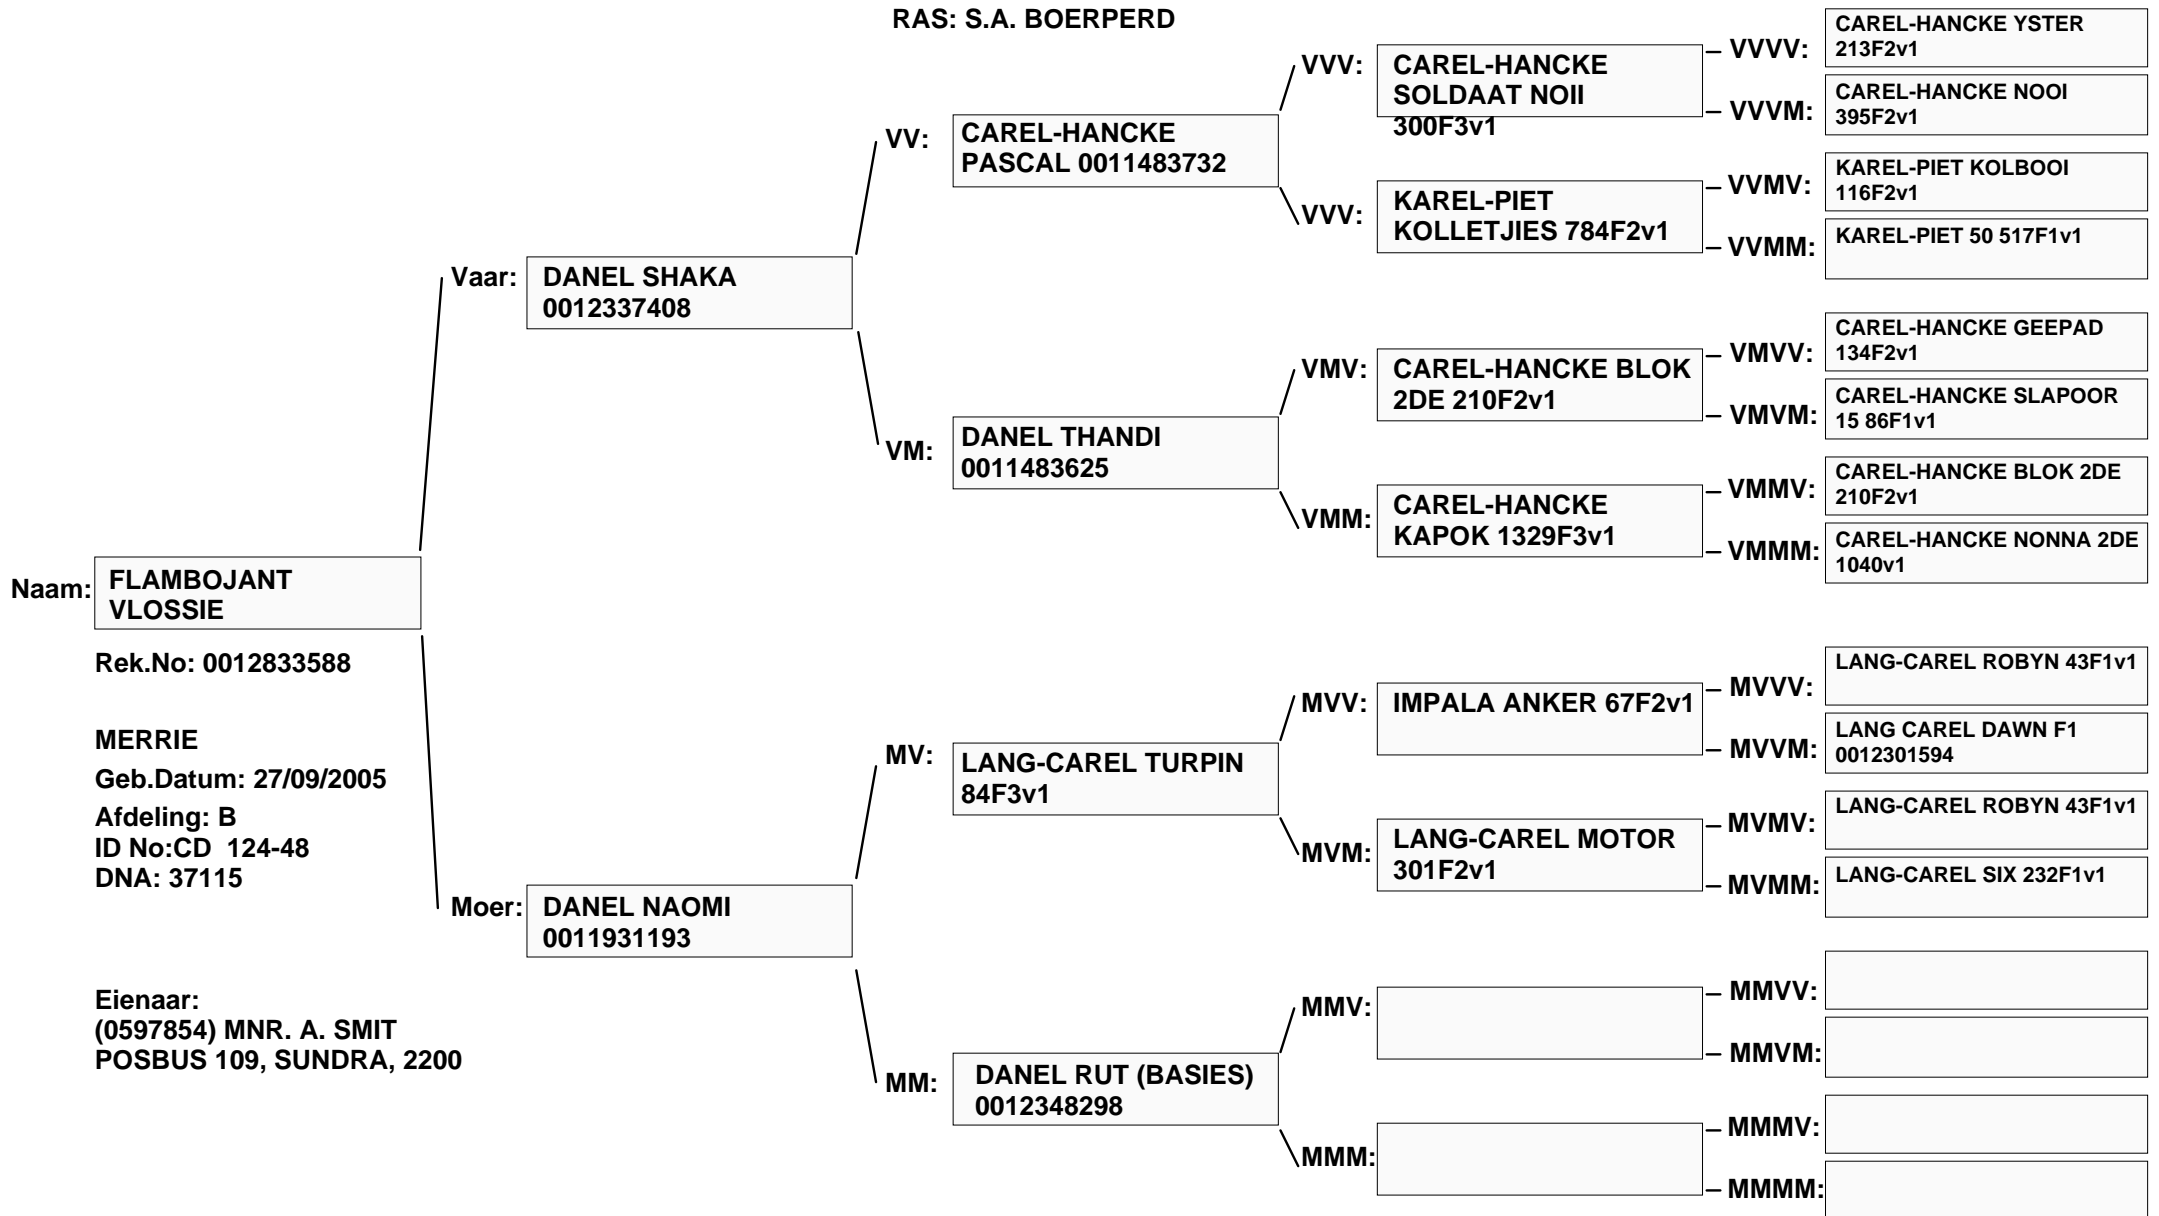 RAS: S.A. BOERPERD
Naam:
FLAMBOJANT
VLOSSIE
Rek.No: 0012833588
MERRIE
Geb.Datum: 27/09/2005
Afdeling: B
ID No:CD  124-48
DNA: 37115
Eienaar:
(0597854) MNR. A. SMIT
POSBUS 109, SUNDRA, 2200
Vaar:
DANEL SHAKA
0012337408
Moer:
DANEL NAOMI
0011931193
VV:
CAREL-HANCKE
PASCAL 0011483732
VM:
DANEL THANDI
0011483625
MV:
LANG-CAREL TURPIN
84F3v1
MM:
DANEL RUT (BASIES)
0012348298
VVV:
CAREL-HANCKE
SOLDAAT NOII
300F3v1
VVV:
KAREL-PIET
KOLLETJIES 784F2v1
VMV:
CAREL-HANCKE BLOK
2DE 210F2v1
VMM:
CAREL-HANCKE
KAPOK 1329F3v1
MVV:
IMPALA ANKER 67F2v1
MVM:
LANG-CAREL MOTOR
301F2v1
MMV:
MMM:
VVVV:
CAREL-HANCKE YSTER
213F2v1
VVVM:
CAREL-HANCKE NOOI
395F2v1
VVMV:
KAREL-PIET KOLBOOI
116F2v1
VVMM:
KAREL-PIET 50 517F1v1
VMVV:
CAREL-HANCKE GEEPAD
134F2v1
VMVM:
CAREL-HANCKE SLAPOOR
15 86F1v1
VMMV:
CAREL-HANCKE BLOK 2DE
210F2v1
VMMM:
CAREL-HANCKE NONNA 2DE
1040v1
MVVV:
LANG-CAREL ROBYN 43F1v1
MVVM:
LANG CAREL DAWN F1
0012301594
MVMV:
LANG-CAREL ROBYN 43F1v1
MVMM:
LANG-CAREL SIX 232F1v1
MMVV:
MMVM:
MMMV:
MMMM: